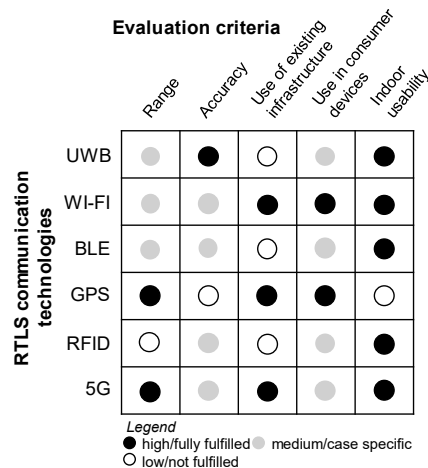 Evaluation criteria
Range
Accuracy
Use of existing
infrastructure
Use in consumer
devices
Indoor
usability
RTLS communication
technologies
UWB
WI-FI
BLE
GPS
RFID
5G
Legend
high/fully fulfilled
medium/case specific
low/not fulfilled